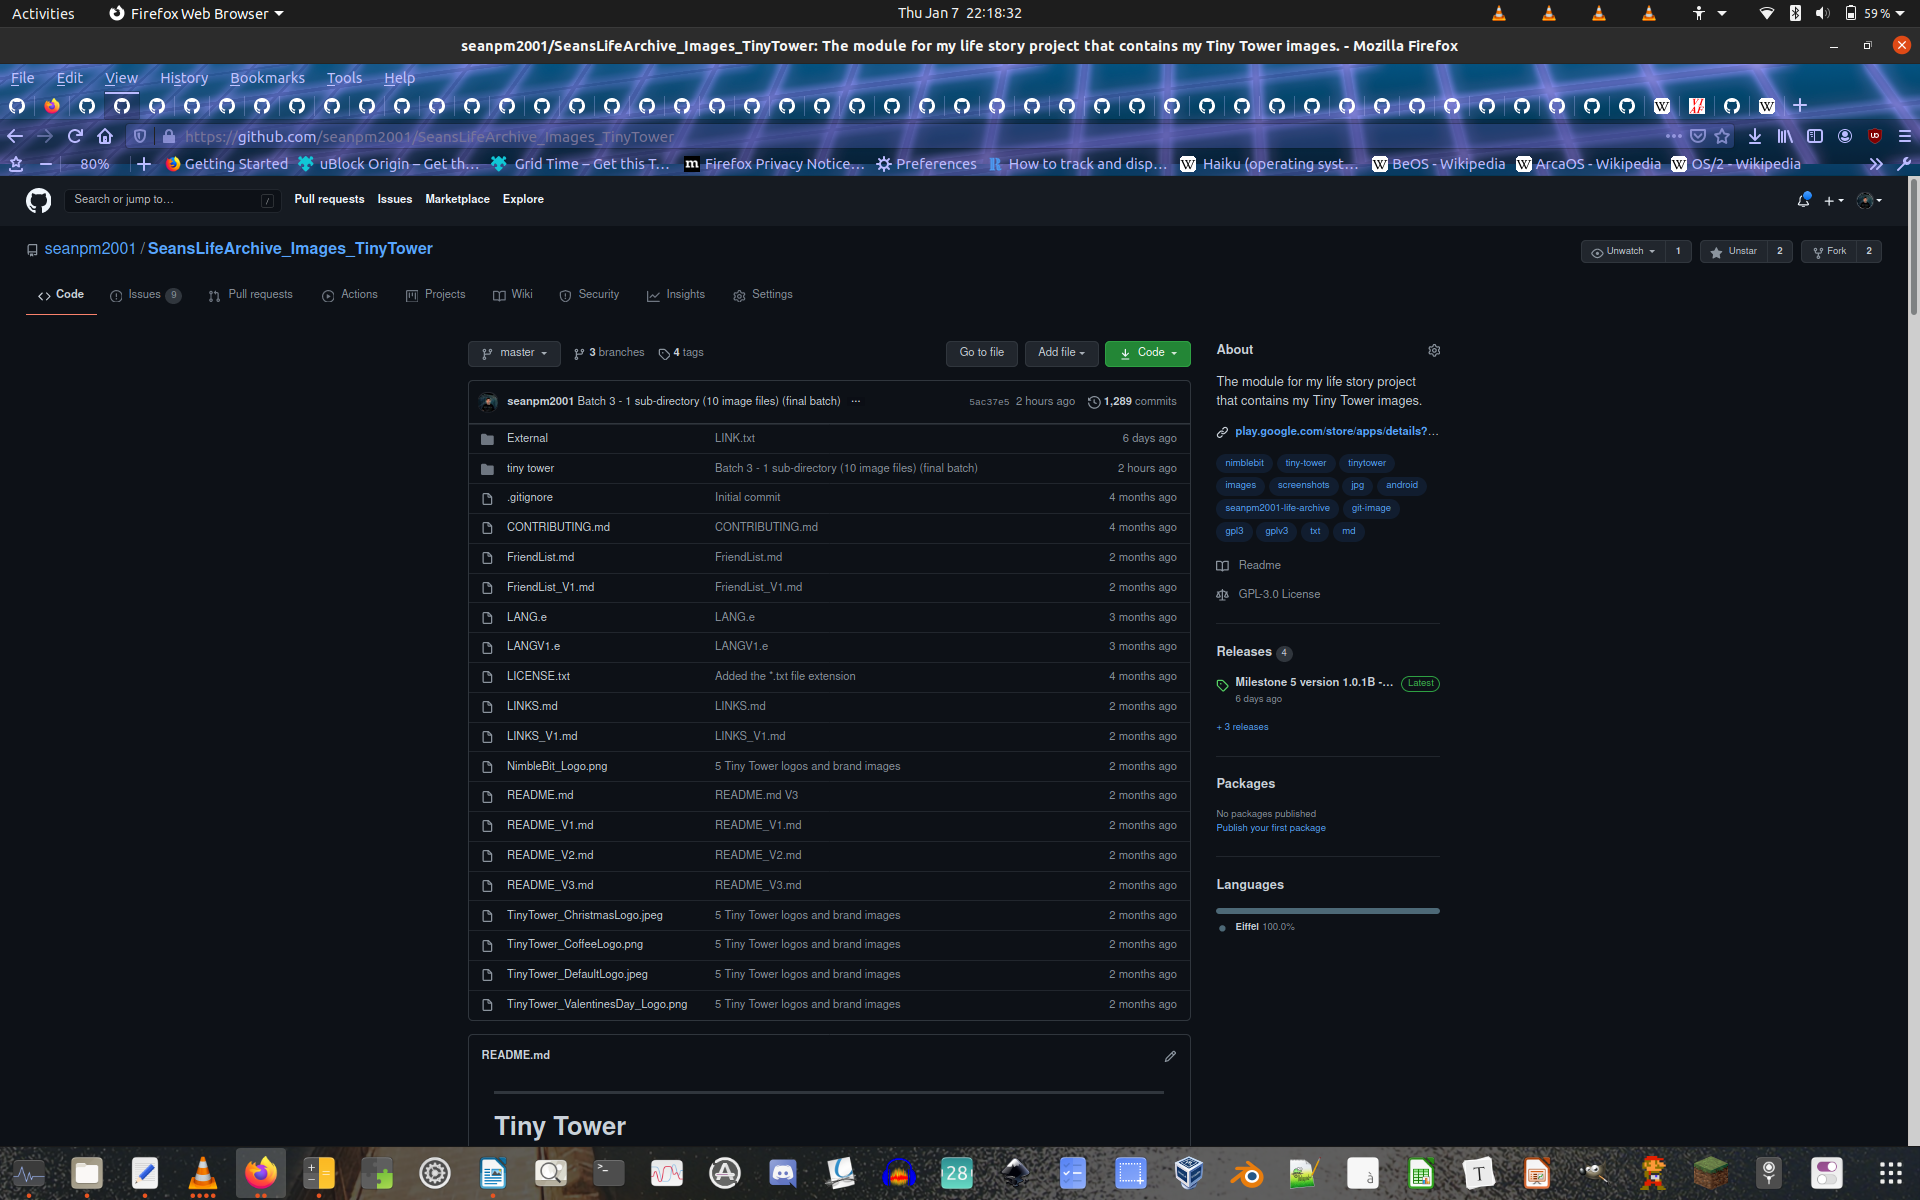 Activities Firefox Web Browser Thu Jan 7 22:18:32 59 %
seanpm2001/SeansLifeArchive_Images_TinyTower: The module for my life story project that contains my Tiny Tower images. - Mozilla Firefox
File Edit View History Bookmarks Tools Help
https://github.com/seanpm2001/SeansLifeArchive_Images_TinyTower
80% Getting Started uBlock Origin – Get th… Grid Time – Get this T… Firefox Privacy Notice… Preferences How to track and disp… Haiku (operating syst… BeOS - Wikipedia ArcaOS - Wikipedia OS/2 - Wikipedia
Search or jump to… / Pull requests Issues Marketplace Explore
seanpm2001 / SeansLifeArchive_Images_TinyTower Unwatch 1 Unstar 2 Fork 2
Code Issues 9 Pull requests Actions Projects Wiki Security Insights Settings
master 3 branches 4 tags Go to file Add file Code
seanpm2001 Batch 3 - 1 sub-directory (10 image files) (final batch) ... 5ac37e5 2 hours ago 1,289 commits
External LINK.txt 6 days ago
tiny tower Batch 3 - 1 sub-directory (10 image files) (final batch) 2 hours ago
.gitignore Initial commit 4 months ago
CONTRIBUTING.md CONTRIBUTING.md 4 months ago
FriendList.md FriendList.md 2 months ago
FriendList_V1.md FriendList_V1.md 2 months ago
LANG.e LANG.e 3 months ago
LANGV1.e LANGV1.e 3 months ago
LICENSE.txt Added the *.txt file extension 4 months ago
LINKS.md LINKS.md 2 months ago
LINKS_V1.md LINKS_V1.md 2 months ago
NimbleBit_Logo.png 5 Tiny Tower logos and brand images 2 months ago
README.md README.md V3 2 months ago
README_V1.md README_V1.md 2 months ago
README_V2.md README_V2.md 2 months ago
README_V3.md README_V3.md 2 months ago
TinyTower_ChristmasLogo.jpeg 5 Tiny Tower logos and brand images 2 months ago
TinyTower_CoffeeLogo.png 5 Tiny Tower logos and brand images 2 months ago
TinyTower_DefaultLogo.jpeg 5 Tiny Tower logos and brand images 2 months ago
TinyTower_ValentinesDay_Logo.png 5 Tiny Tower logos and brand images 2 months ago
README.md
Tiny Tower
About
The module for my life story project
that contains my Tiny Tower images.
play.google.com/store/apps/details?…
nimblebit tiny-tower tinytower
images screenshots jpg android
seanpm2001-life-archive git-image
gpl3 gplv3 txt md
Readme
GPL-3.0 License
Releases 4
Milestone 5 version 1.0.1B -… Latest
6 days ago
+ 3 releases
Packages
No packages published
Publish your first package
Languages
Eiffel 100.0%
28